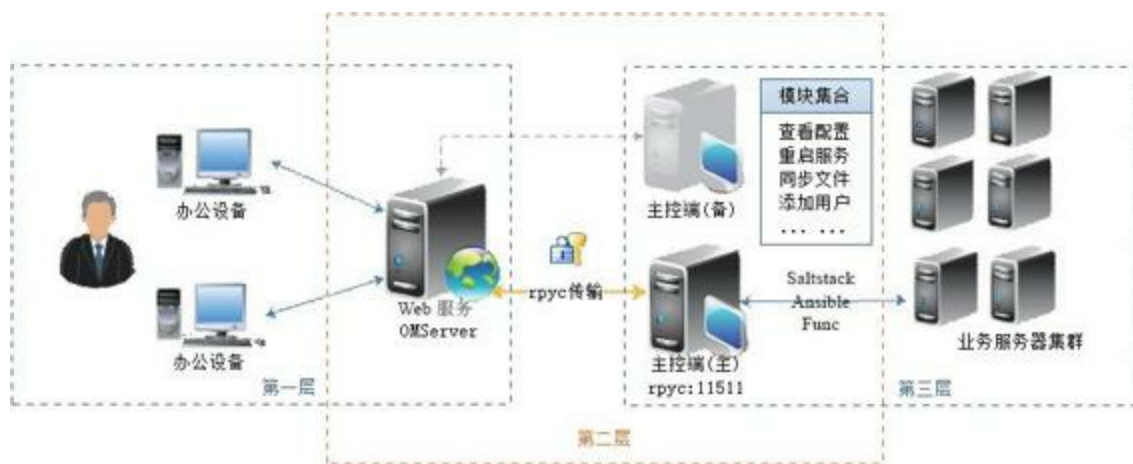 办公设备
办公设备
第一层
Web 服务
OMServer
rpyc传输
第二层
主控端(备)
主控端(主)
rpyc:11511
模块集合
查看配置
重启服务
同步文件
添加用户
... ...
Saltstack
Ansible
Func
业务服务器集群
第三层